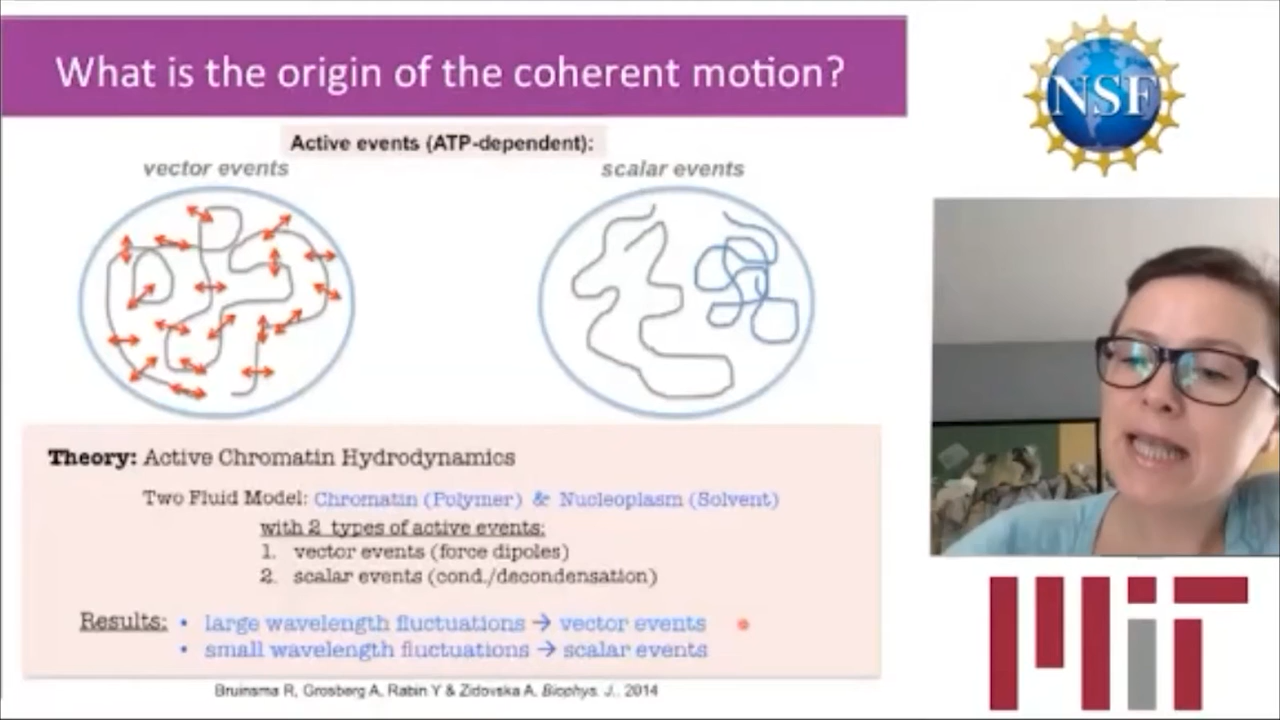 What is the origin of the coherent motion?
Active events (ATP-dependent):
vector events
scalar events
Theory: Active Chromatin Hydrodynamics
Two Fluid Model: Chromatin (Polymer) & Nucleoplasm (Solvent)
with 2 types of active events:
1. vector events (force dipoles)
2. scalar events (cond./decondensation)
Results: • large wavelength fluctuations → vector events
• small wavelength fluctuations → scalar events
Bruinsma R, Grosberg A, Rabin Y & Zidovska A, Biophys. J., 2014
NSF
MIT